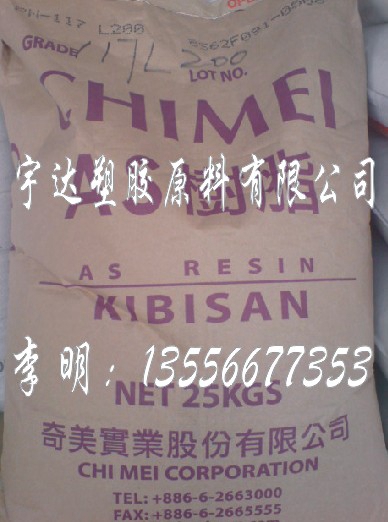 PN-117 L200
GRADE 17L200 LOT NO.
CHIMEI
宇达塑胶原料有限公司
AS樹脂
AS RESIN
KIBISAN
李明：13556677353
NET 25KGS
奇美實業股份有限公司
CHI MEI CORPORATION
TEL: +886-6-2663000
FAX: +886-6-2665555